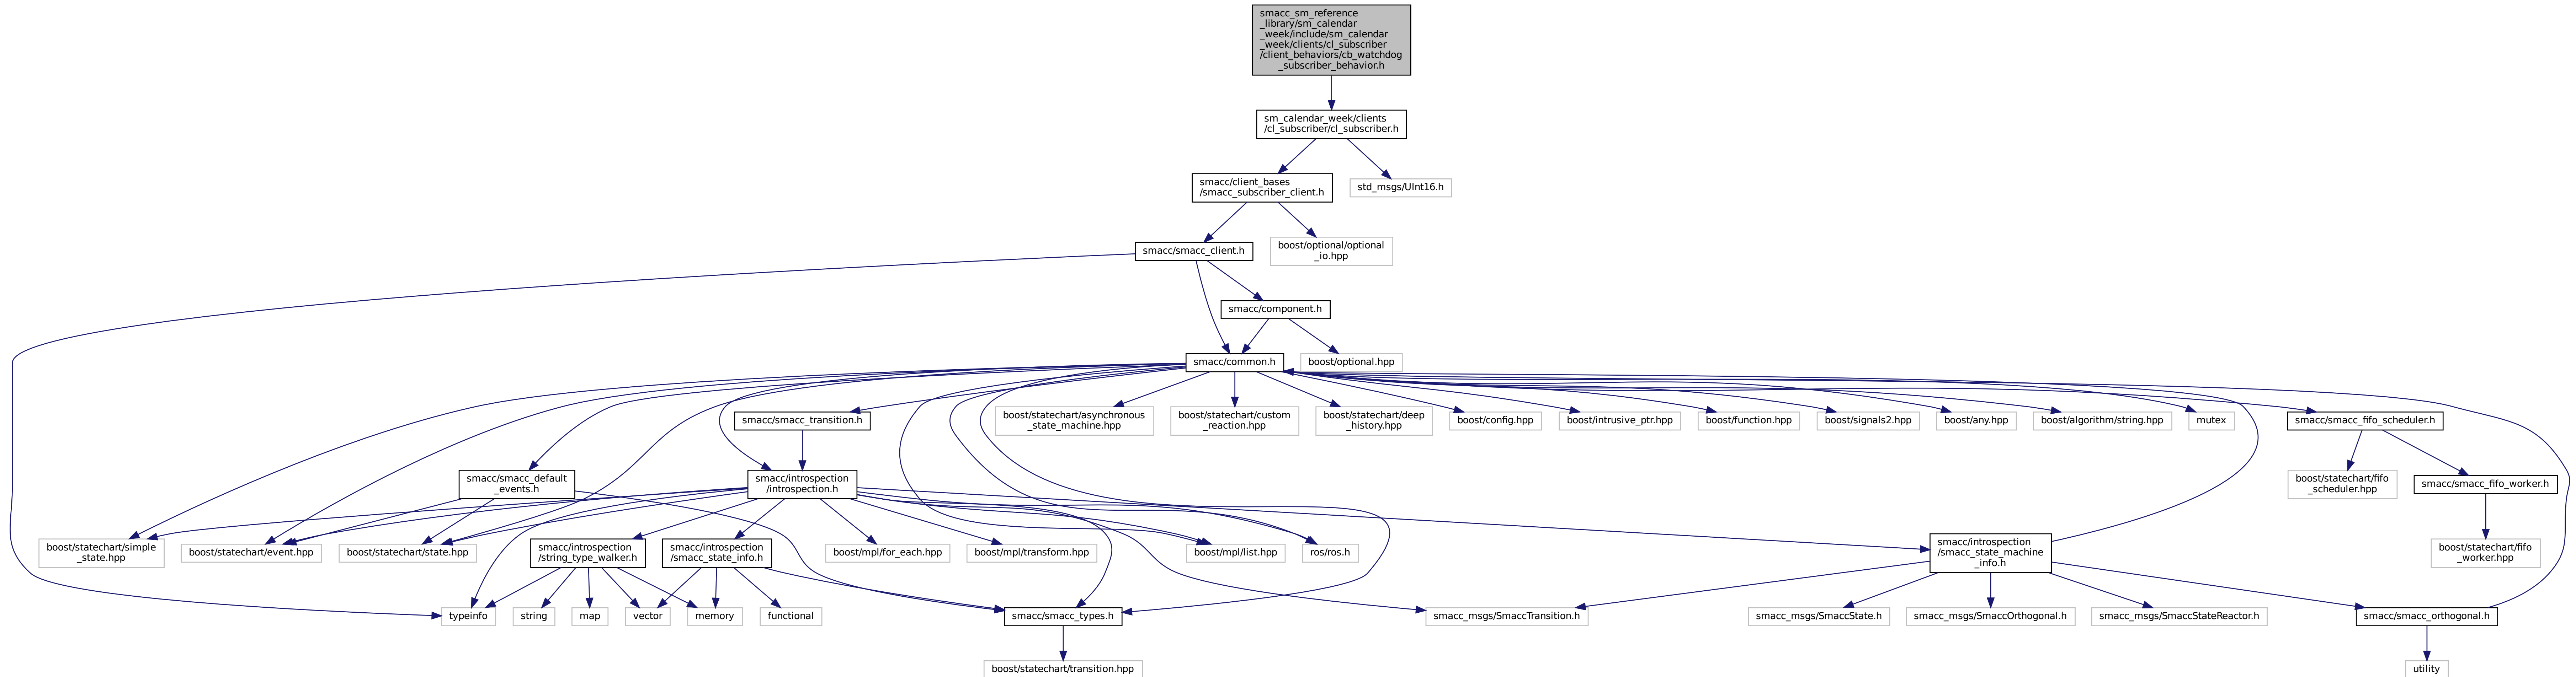 smacc_sm_reference
_library/sm_calendar
_week/include/sm_calendar
_week/clients/cl_subscriber
/client_behaviors/cb_watchdog
_subscriber_behavior.h
sm_calendar_week/clients
/cl_subscriber/cl_subscriber.h
smacc/client_bases
/smacc_subscriber_client.h
std_msgs/UInt16.h
smacc/smacc_client.h
boost/optional/optional
_io.hpp
smacc/component.h
smacc/common.h
boost/optional.hpp
smacc/smacc_transition.h
boost/statechart/asynchronous
_state_machine.hpp
boost/statechart/custom
_reaction.hpp
boost/statechart/deep
_history.hpp
boost/config.hpp
boost/intrusive_ptr.hpp
boost/function.hpp
boost/signals2.hpp
boost/any.hpp
boost/algorithm/string.hpp
mutex
smacc/smacc_fifo_scheduler.h
smacc/smacc_default
_events.h
smacc/introspection
/introspection.h
boost/statechart/fifo
_scheduler.hpp
smacc/smacc_fifo_worker.h
boost/statechart/simple
_state.hpp
boost/statechart/event.hpp
boost/statechart/state.hpp
smacc/introspection
/string_type_walker.h
smacc/introspection
/smacc_state_info.h
boost/mpl/for_each.hpp
boost/mpl/transform.hpp
boost/mpl/list.hpp
ros/ros.h
smacc/introspection
/smacc_state_machine
_info.h
boost/statechart/fifo
_worker.hpp
typeinfo
string
map
vector
memory
functional
smacc/smacc_types.h
smacc_msgs/SmaccTransition.h
smacc_msgs/SmaccState.h
smacc_msgs/SmaccOrthogonal.h
smacc_msgs/SmaccStateReactor.h
smacc/smacc_orthogonal.h
boost/statechart/transition.hpp
utility